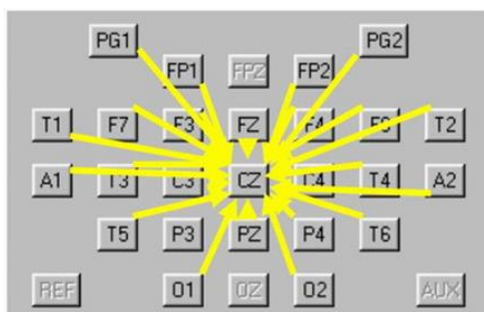 PG1 PG2
FP1 FPZ FP2
T1 F7 F3 FZ F4 F8 T2
A1 T3 C3 CZ C4 T4 A2
T5 P3 PZ P4 T6
REF O1 OZ O2 AUX